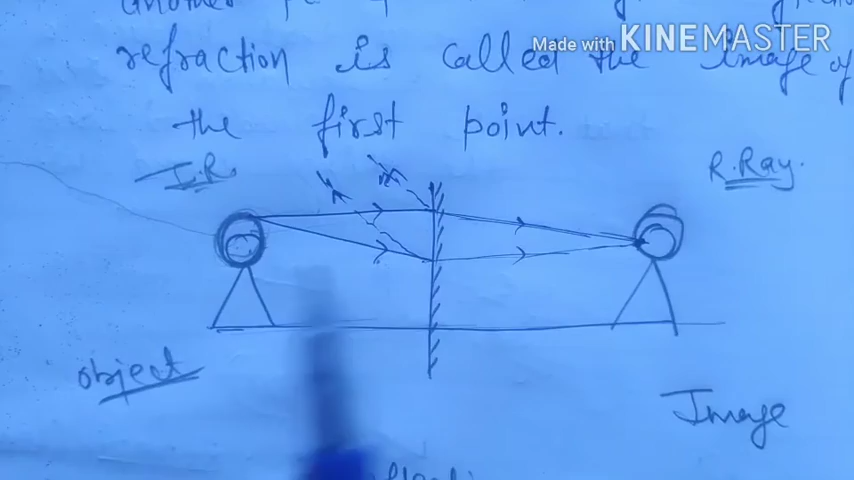 Made with KINEMASTER
refraction is called the image of
the first point.
I.R.
R.Ray.
object
Image